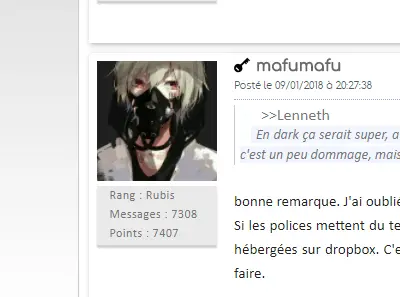 mafumafu
Posté le 09/01/2018 à 20:27:38
>>Lenneth
En dark ça serait super, a
c'est un peu dommage, mais
Rang : Rubis
Messages : 7308
Points : 7407
bonne remarque. J'ai oublié
Si les polices mettent du te
hébergées sur dropbox. C'e
faire.